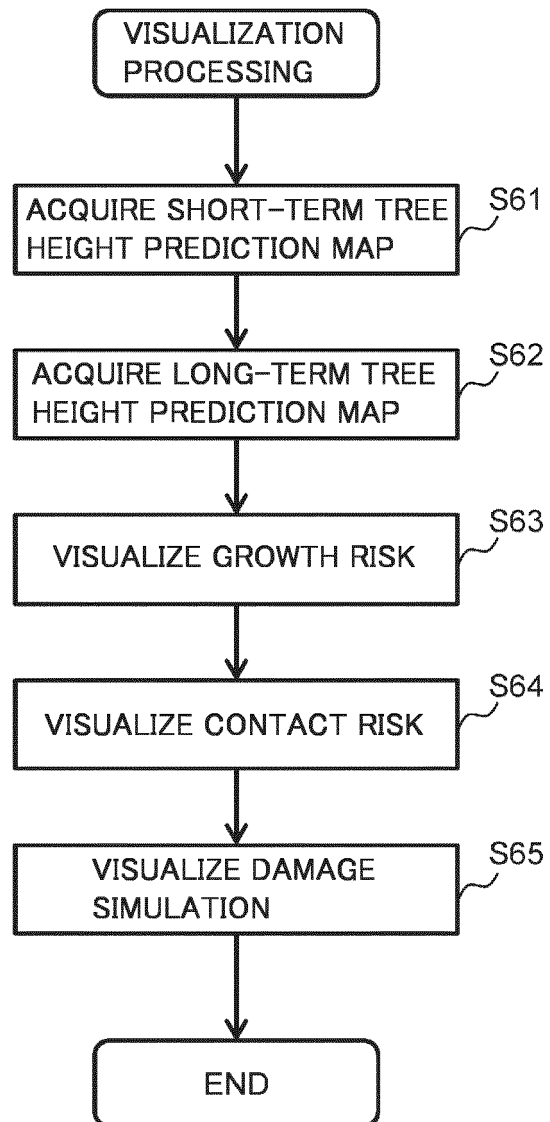 VISUALIZATION
PROCESSING
ACQUIRE SHORT-TERM TREE
HEIGHT PREDICTION MAP
S61
ACQUIRE LONG-TERM TREE
HEIGHT PREDICTION MAP
S62
VISUALIZE GROWTH RISK
S63
VISUALIZE CONTACT RISK
S64
VISUALIZE DAMAGE
SIMULATION
S65
END